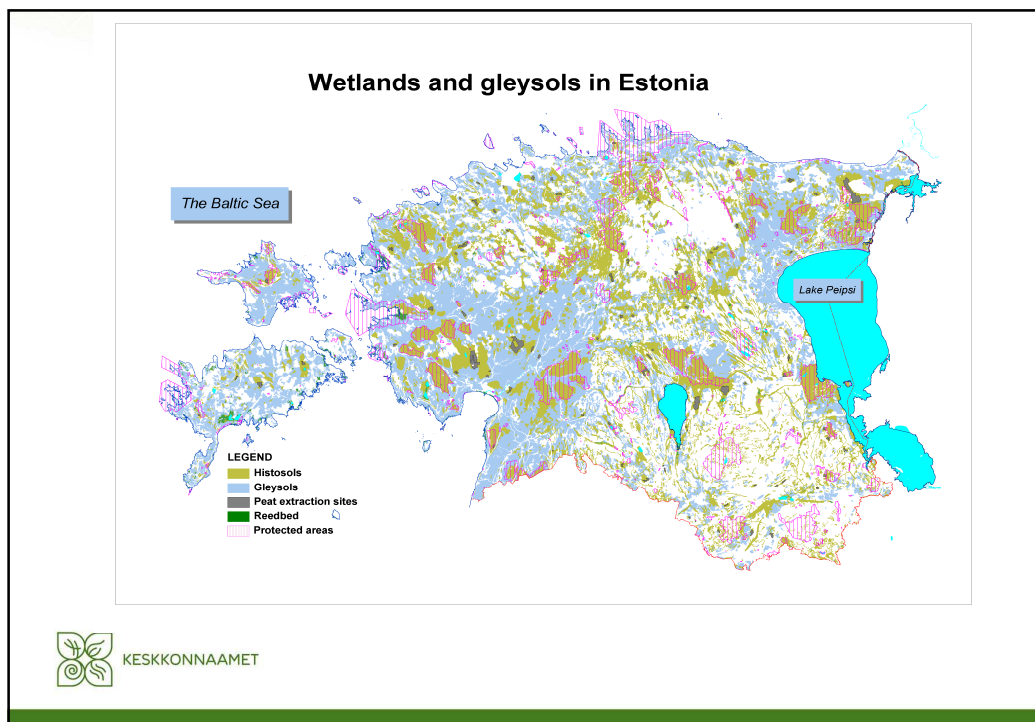 Wetlands and gleysols in Estonia
The Baltic Sea
Lake Peipsi
LEGEND
Histosols
Gleysols
Peat extraction sites
Reedbed
Protected areas
KESKKONNAAMET